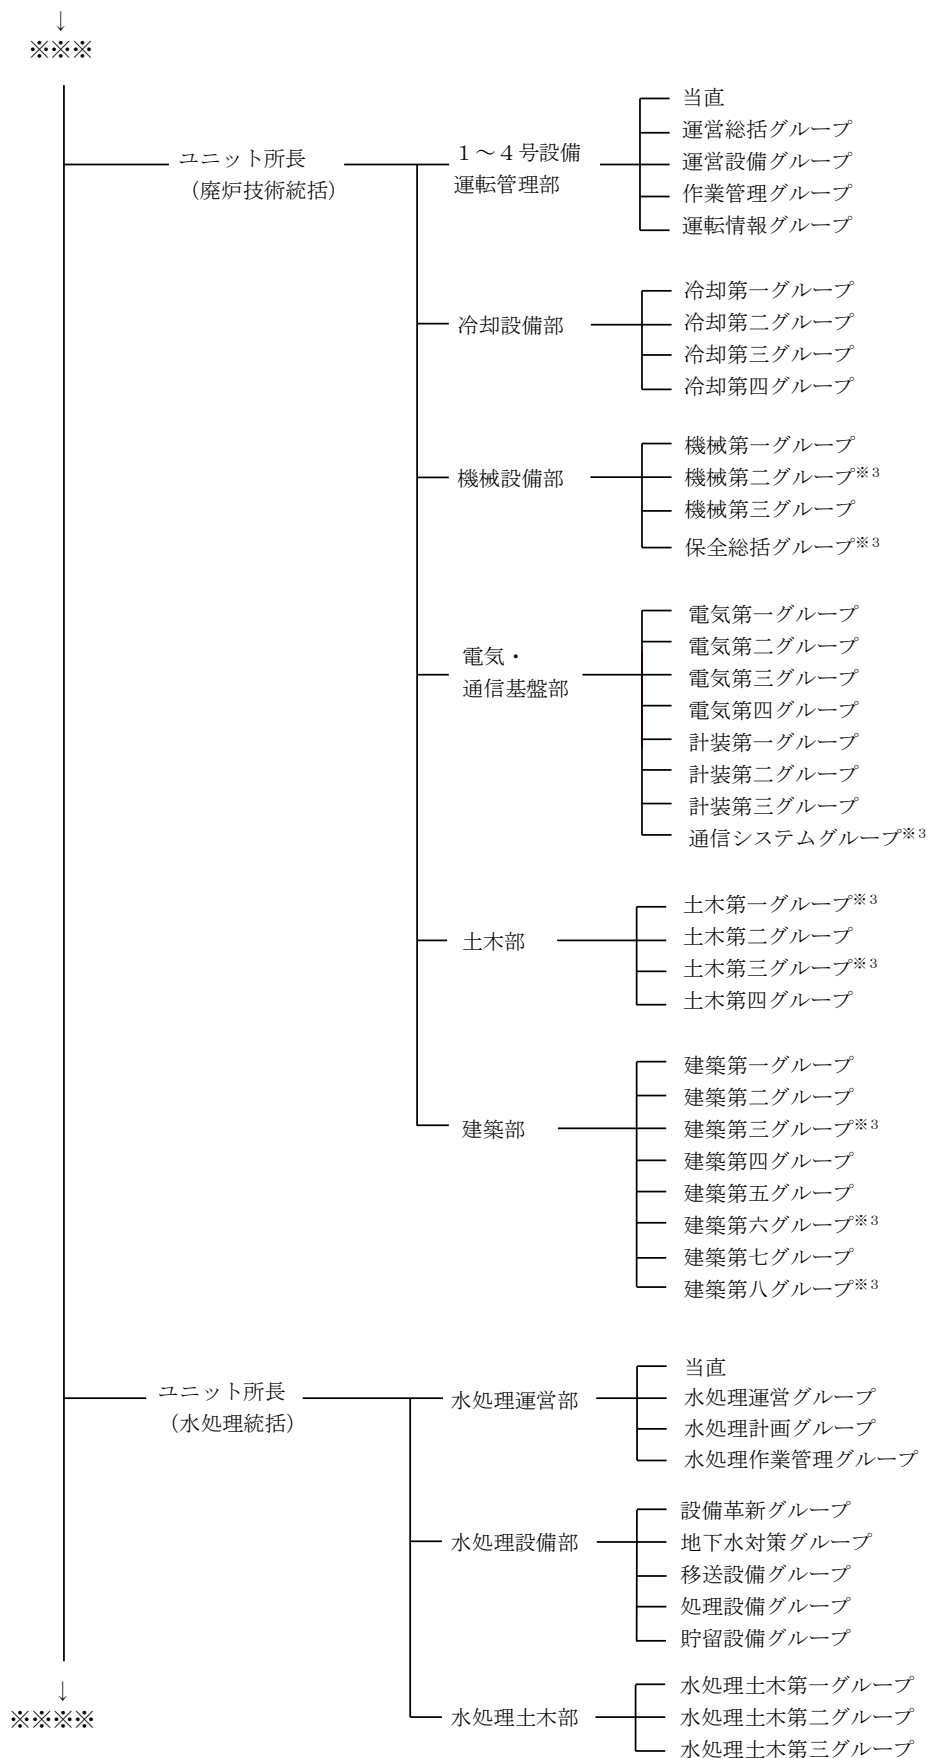 ↓
※※※
ユニット所長
（廃炉技術統括）
１～４号設備
運転管理部
当直
運営総括グループ
運営設備グループ
作業管理グループ
運転情報グループ
冷却設備部
冷却第一グループ
冷却第二グループ
冷却第三グループ
冷却第四グループ
機械設備部
機械第一グループ
機械第二グループ※3
機械第三グループ
保全総括グループ※3
電気・
通信基盤部
電気第一グループ
電気第二グループ
電気第三グループ
電気第四グループ
計装第一グループ
計装第二グループ
計装第三グループ
通信システムグループ※3
土木部
土木第一グループ※3
土木第二グループ
土木第三グループ※3
土木第四グループ
建築部
建築第一グループ
建築第二グループ
建築第三グループ※3
建築第四グループ
建築第五グループ
建築第六グループ※3
建築第七グループ
建築第八グループ※3
ユニット所長
（水処理統括）
水処理運営部
当直
水処理運営グループ
水処理計画グループ
水処理作業管理グループ
水処理設備部
設備革新グループ
地下水対策グループ
移送設備グループ
処理設備グループ
貯留設備グループ
水処理土木部
水処理土木第一グループ
水処理土木第二グループ
水処理土木第三グループ
↓
※※※※